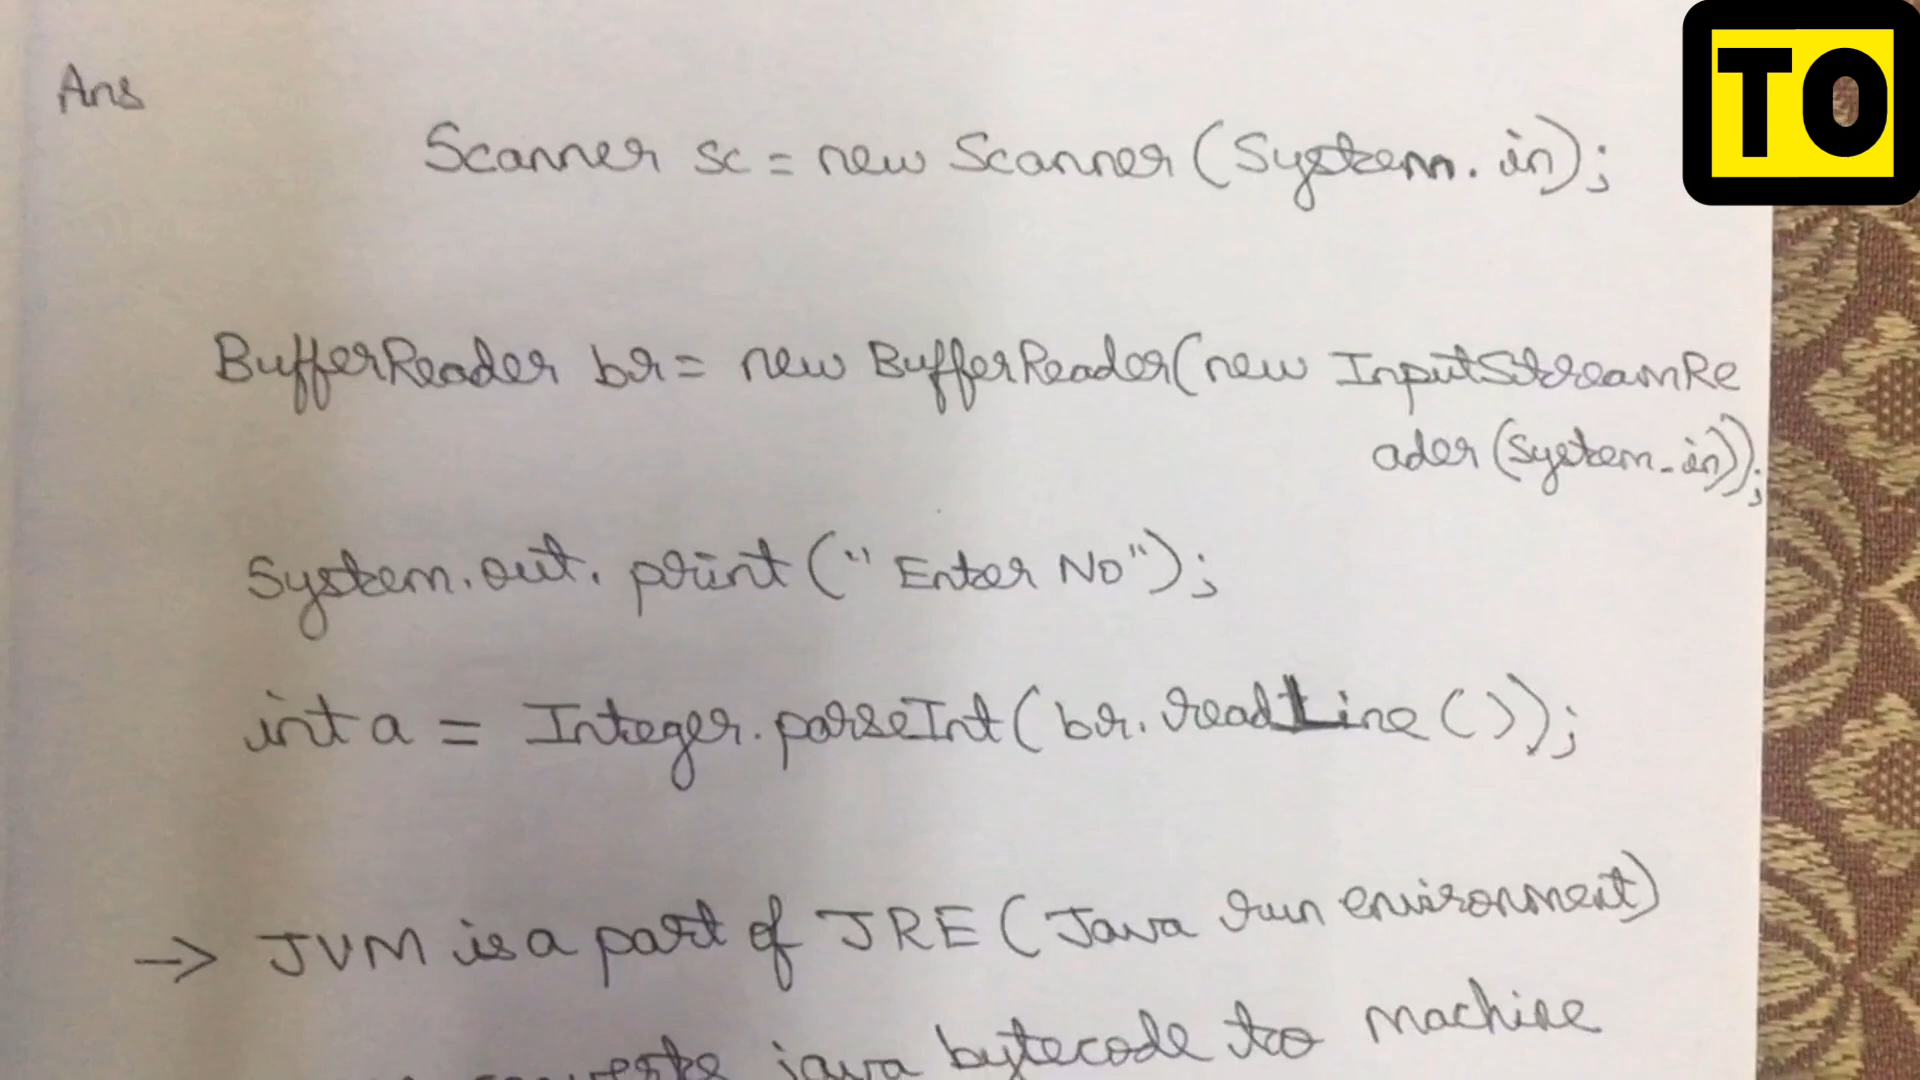 TO
Ans
Scanner sc = new Scanner (System. in);
BufferReader br = new BufferReader(new InputStreamRe
ader (System-in));
System.out. print ("Enter No");
int a = Integer.parseInt( br. readLine ());
→ JVM is a part of JRE ( Java run environment)
java bytecode to machine